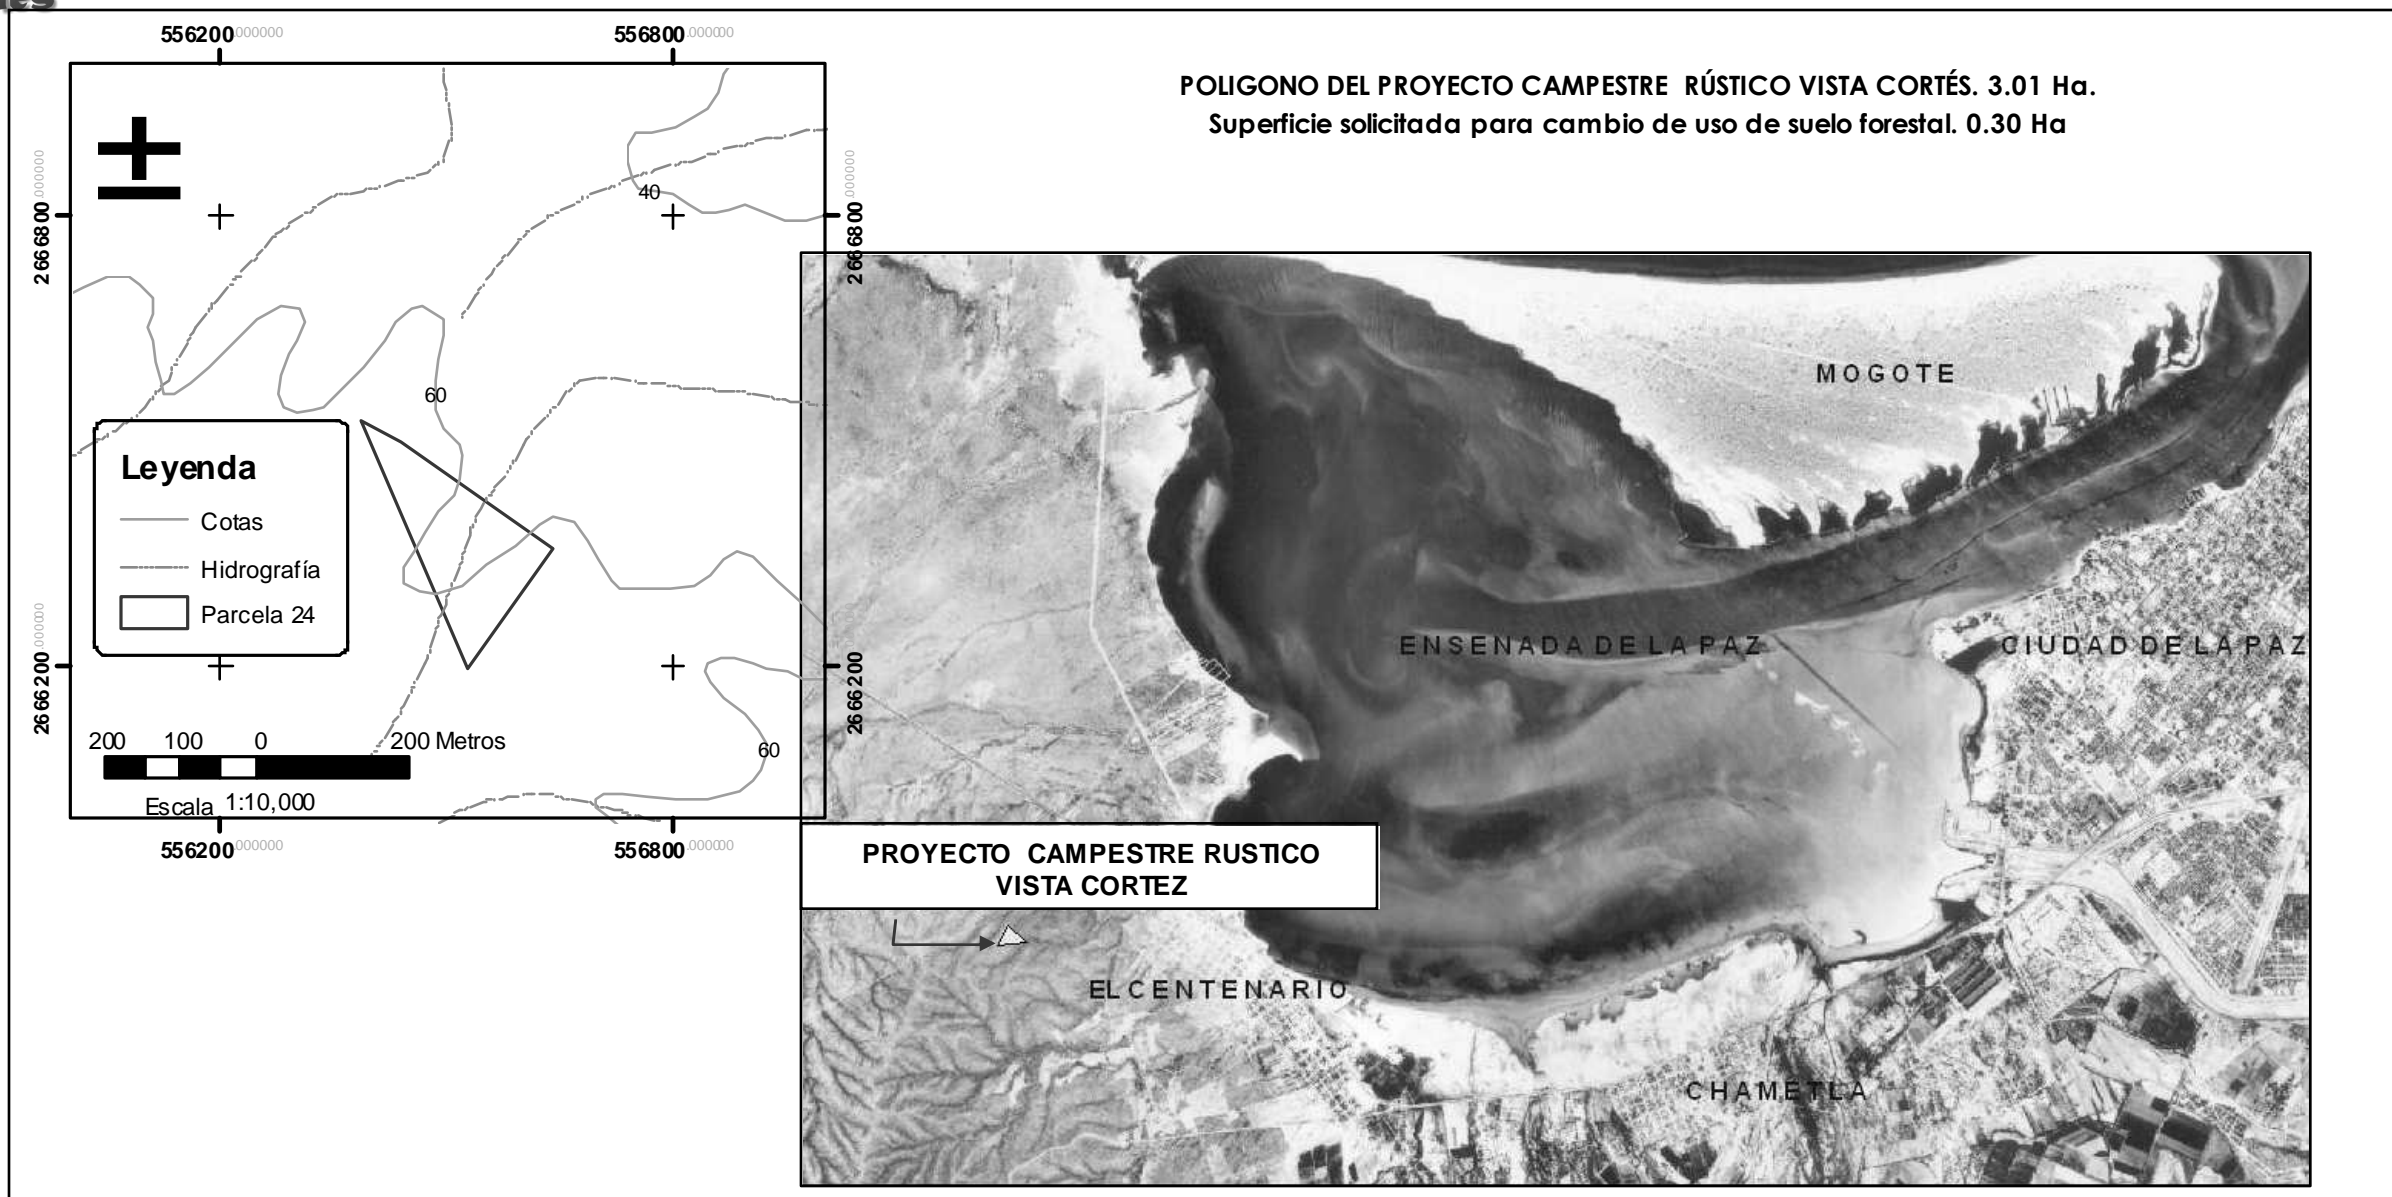 556200.000000 556800.000000
POLIGONO DEL PROYECTO CAMPESTRE RÚSTICO VISTA CORTÉS. 3.01 Ha.
Superficie solicitada para cambio de uso de suelo forestal. 0.30 Ha
2666800.000000
2666800.000000
40
60
Leyenda
Cotas
Hidrografía
Parcela 24
2666200.000000
2666200
60
200 100 0 200 Metros
Escala 1:10,000
556200.000000 556800.000000
MOGOTE
ENSENADA DE LA PAZ
CIUDAD DE LA PAZ
PROYECTO CAMPESTRE RUSTICO
VISTA CORTEZ
EL CENTENARIO
CHAMETLA